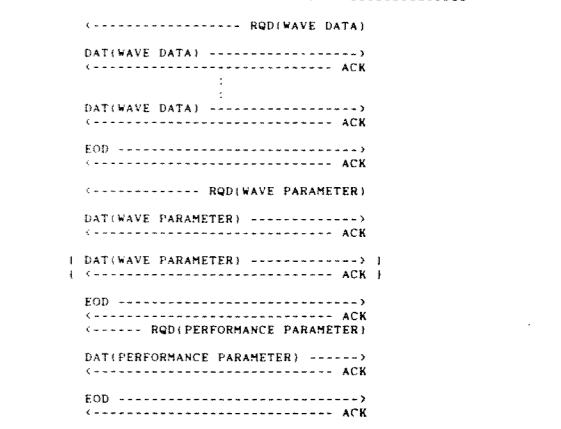 <------------------ RQD(WAVE DATA)
DAT(WAVE DATA) ------------------>
<----------------------------- ACK
:
:
DAT(WAVE DATA) ------------------>
<----------------------------- ACK
EOD ----------------------------->
<----------------------------- ACK
<------------- RQD(WAVE PARAMETER)
DAT(WAVE PARAMETER) ------------->
<----------------------------- ACK
| DAT(WAVE PARAMETER) -------------> |
| <----------------------------- ACK |
EOD ----------------------------->
<----------------------------- ACK
<------ RQD(PERFORMANCE PARAMETER)
DAT(PERFORMANCE PARAMETER) ------>
<----------------------------- ACK
EOD ----------------------------->
<----------------------------- ACK